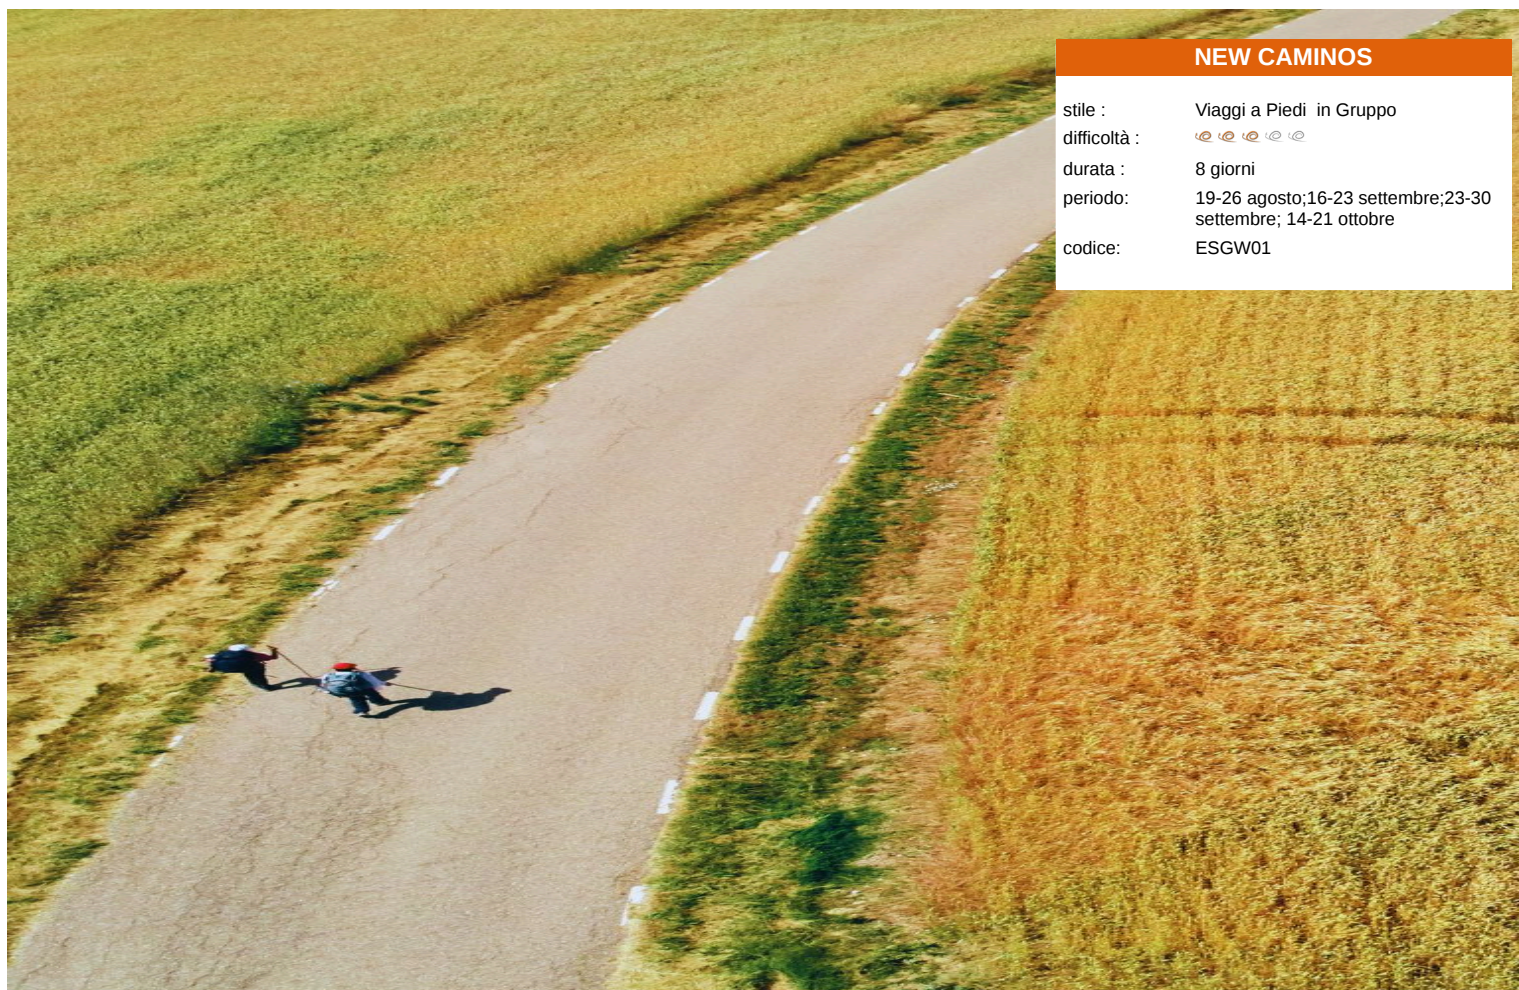 NEW CAMINOS
stile : Viaggi a Piedi in Gruppo
difficoltà :
durata : 8 giorni
periodo: 19-26 agosto;16-23 settembre;23-30
settembre; 14-21 ottobre
codice: ESGW01